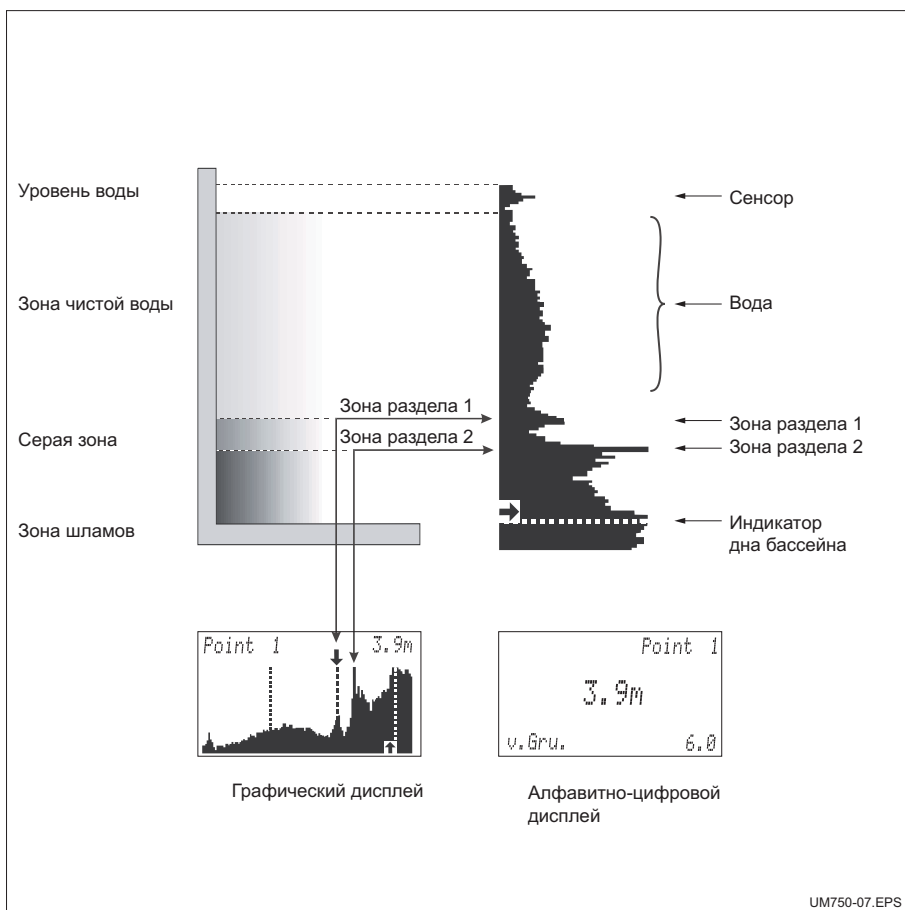 Уровень воды
Сенсор
Зона чистой воды
Вода
Зона раздела 1
Зона раздела 1
Серая зона
Зона раздела 2
Зона раздела 2
Зона шламов
Индикатор
дна бассейна
Point 1 3.9m
Point 1
3.9m
v.Gru. 6.0
Графический дисплей
Алфавитно-цифровой
дисплей
UM750-07.EPS